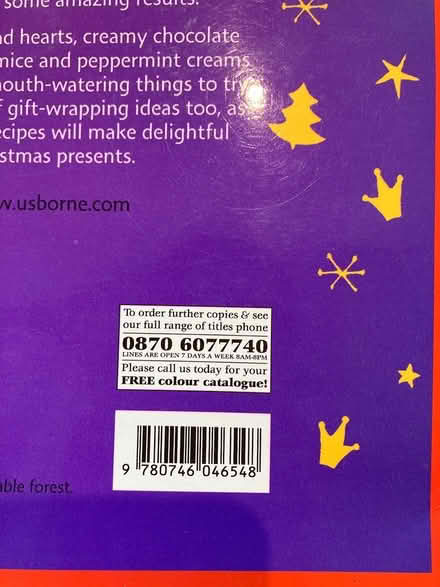 some amazing results.
nd hearts, creamy chocolate
mice and peppermint creams
mouth-watering things to try
f gift-wrapping ideas too, as
ecipes will make delightful
stmas presents.
w.usborne.com
To order further copies & see
our full range of titles phone
0870 6077740
LINES ARE OPEN 7 DAYS A WEEK 8AM-8PM
Please call us today for your
FREE colour catalogue!
9 780746 046548
able forest.